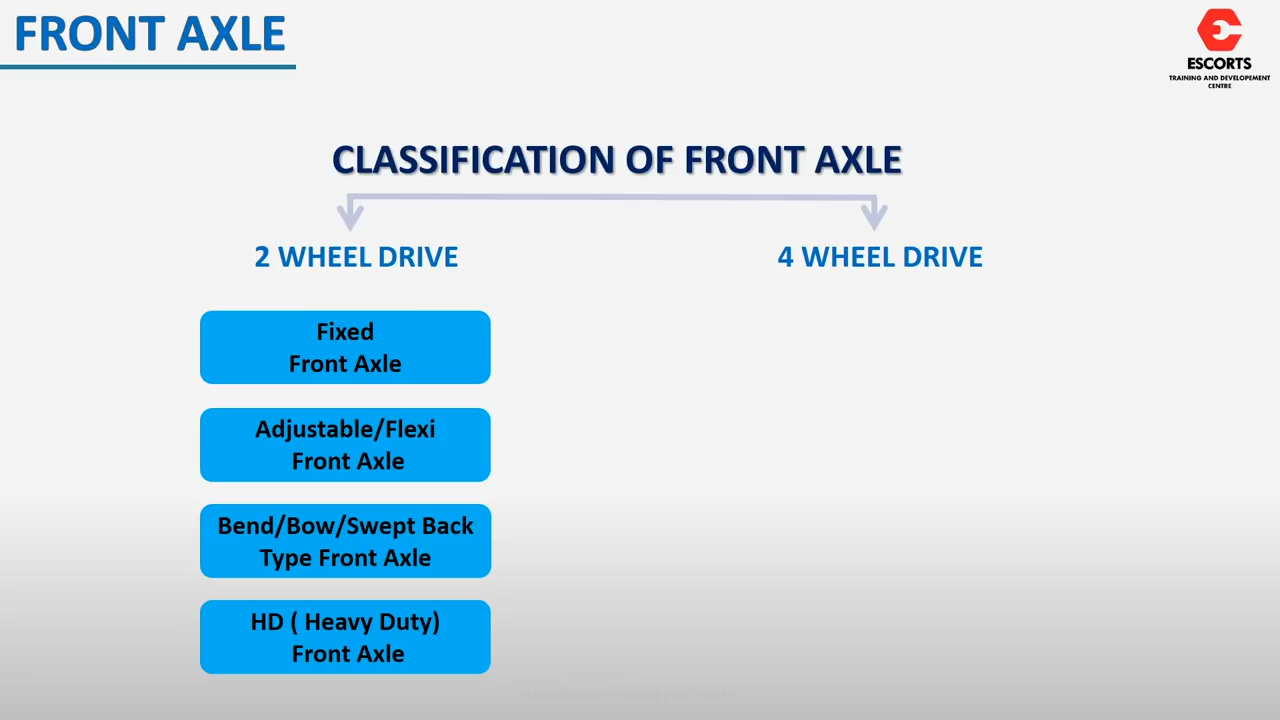 FRONT AXLE
ESCORTS
TRAINING AND DEVELOPEMENT
CENTRE
CLASSIFICATION OF FRONT AXLE
2 WHEEL DRIVE
4 WHEEL DRIVE
Fixed
Front Axle
Adjustable/Flexi
Front Axle
Bend/Bow/Swept Back
Type Front Axle
HD ( Heavy Duty)
Front Axle